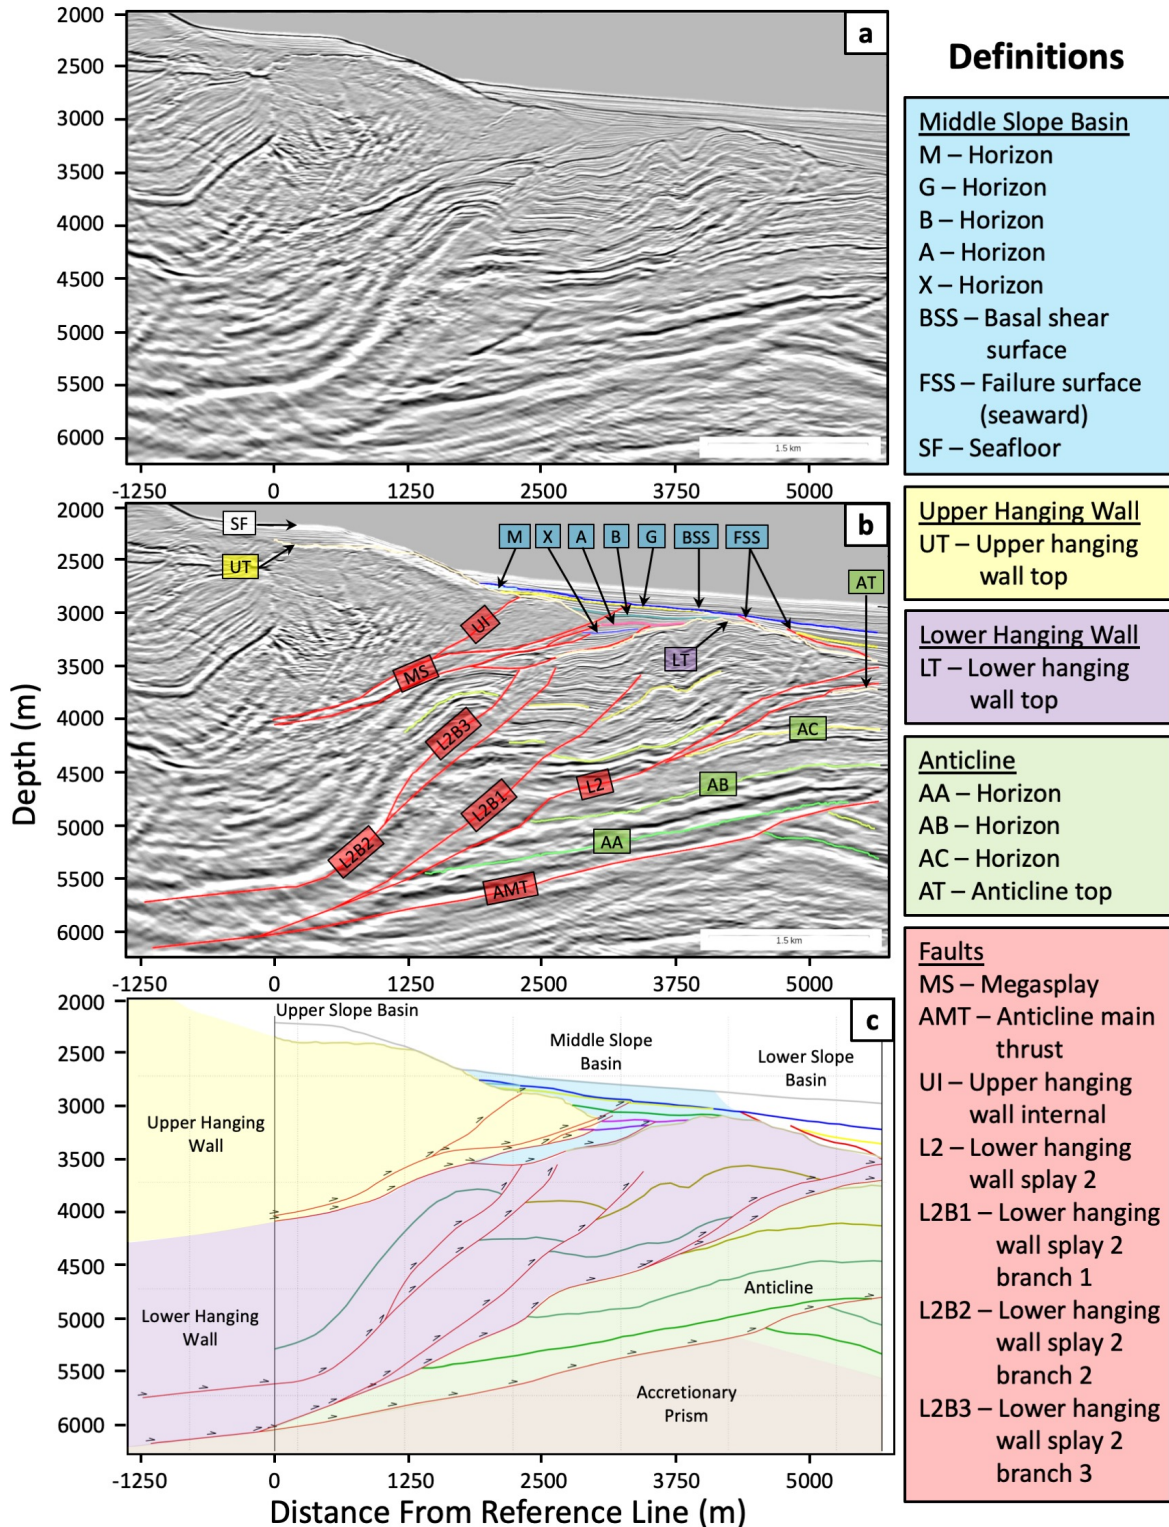 a
2000
2500
3000
3500
4000
4500
5000
5500
6000
1.5 km
-1250 0 1250 2500 3750 5000
b
2000
2500
3000
3500
4000
4500
5000
5500
6000
SF
UT
M X A B G BSS FSS
AT
UI
MS
LT
L2B3
AC
L2
AB
L2B1
L2B2
AA
AMT
1.5 km
-1250 0 1250 2500 3750 5000
Depth (m)
c
2000
2500
3000
3500
4000
4500
5000
5500
6000
Upper Slope Basin
Middle Slope
Basin
Lower Slope
Basin
Upper Hanging
Wall
Lower Hanging
Wall
Anticline
Accretionary
Prism
-1250 0 1250 2500 3750 5000
Distance From Reference Line (m)
Definitions
Middle Slope Basin
M – Horizon
G – Horizon
B – Horizon
A – Horizon
X – Horizon
BSS – Basal shear
surface
FSS – Failure surface
(seaward)
SF – Seafloor
Upper Hanging Wall
UT – Upper hanging
wall top
Lower Hanging Wall
LT – Lower hanging
wall top
Anticline
AA – Horizon
AB – Horizon
AC – Horizon
AT – Anticline top
Faults
MS – Megasplay
AMT – Anticline main
thrust
UI – Upper hanging
wall internal
L2 – Lower hanging
wall splay 2
L2B1 – Lower hanging
wall splay 2
branch 1
L2B2 – Lower hanging
wall splay 2
branch 2
L2B3 – Lower hanging
wall splay 2
branch 3